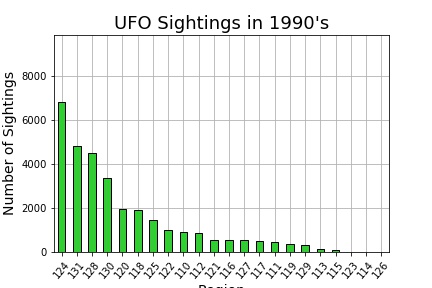 UFO Sightings in 1990's
Number of Sightings
8000
6000
4000
2000
0
124 131 128 130 120 118 125 122 110 112 121 116 127 117 111 119 129 113 115 123 114 126
Region